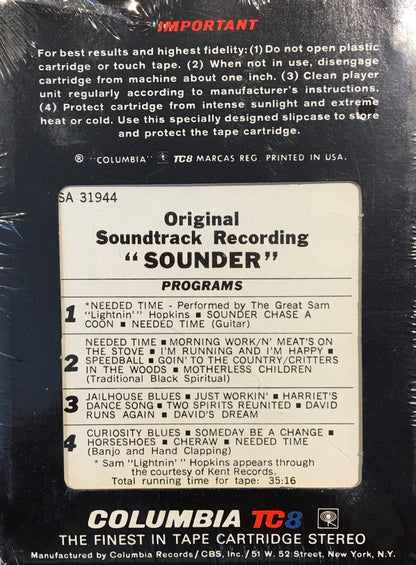 IMPORTANT
For best results and highest fidelity: (1) Do not open plastic
cartridge or touch tape. (2) When not in use, disengage
cartridge from machine about one inch. (3) Clean player
unit regularly according to manufacturer's instructions.
(4) Protect cartridge from intense sunlight and extreme
heat or cold. Use this specially designed slipcase to store
and protect the tape cartridge.
® "COLUMBIA" TC8 MARCAS REG. PRINTED IN USA.
SA 31944
Original
Soundtrack Recording
"SOUNDER"
PROGRAMS
1 *NEEDED TIME - Performed by The Great Sam
"Lightnin'" Hopkins ■ SOUNDER CHASE A
COON ■ NEEDED TIME (Guitar)
2 NEEDED TIME ■ MORNING WORK/N' MEAT'S ON
THE STOVE ■ I'M RUNNING AND I'M HAPPY ■
SPEEDBALL ■ GOIN' TO THE COUNTRY/CRITTERS
IN THE WOODS ■ MOTHERLESS CHILDREN
(Traditional Black Spiritual)
3 JAILHOUSE BLUES ■ JUST WORKIN' ■ HARRIET'S
DANCE SONG ■ TWO SPIRITS REUNITED ■ DAVID
RUNS AGAIN ■ DAVID'S DREAM
4 CURIOSITY BLUES ■ SOMEDAY BE A CHANGE ■
HORSESHOES ■ CHERAW ■ NEEDED TIME
(Banjo and Hand Clapping)
* Sam "Lightnin'" Hopkins appears through
the courtesy of Kent Records.
Total running time for tape: 35:16
COLUMBIA TC8
THE FINEST IN TAPE CARTRIDGE STEREO
Manufactured by Columbia Records/CBS, Inc./51 W. 52 Street, New York, N.Y.